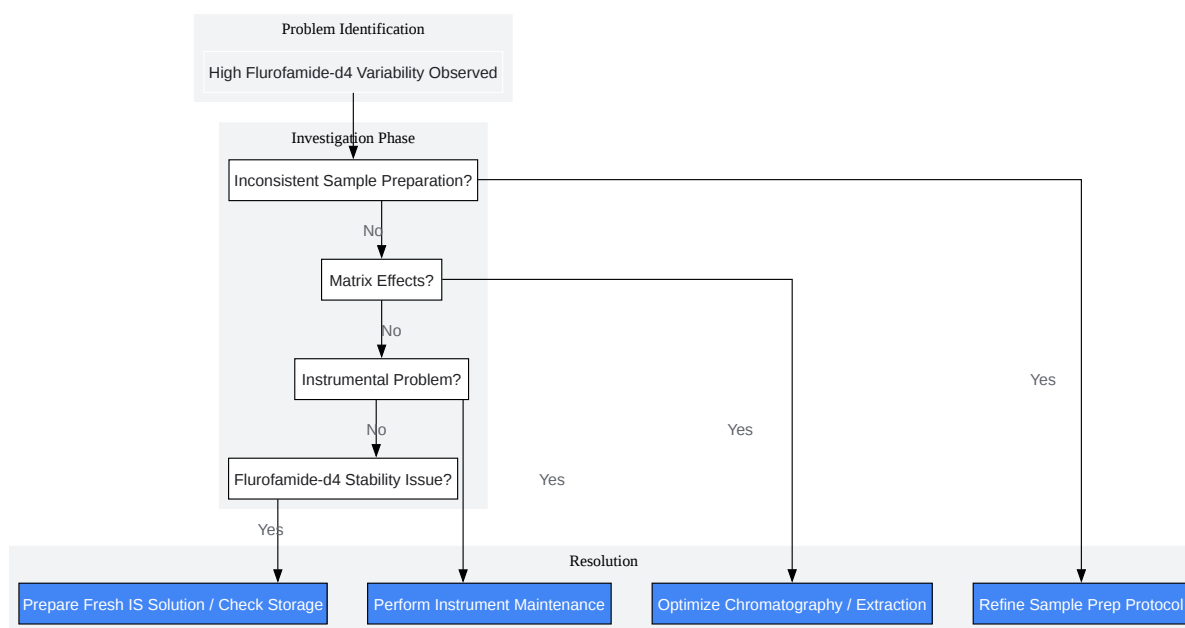 Problem Identification
High Flurofamide-d4 Variability Observed
Investigation Phase
Inconsistent Sample Preparation?
No
Matrix Effects?
No
Instrumental Problem?
Yes
No
Yes
Flurofamide-d4 Stability Issue?
Yes
Yes
Resolution
Prepare Fresh IS Solution / Check Storage
Perform Instrument Maintenance
Optimize Chromatography / Extraction
Refine Sample Prep Protocol